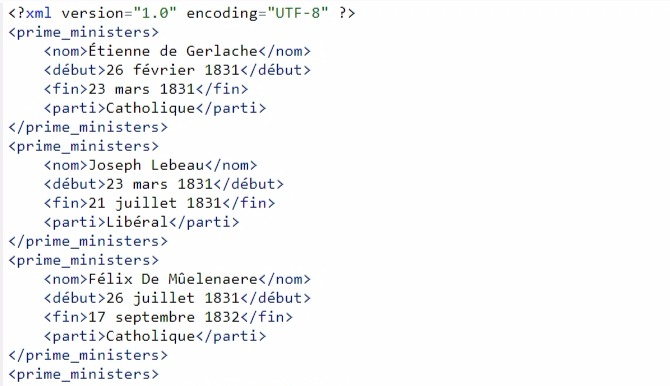 <?xml version="1.0" encoding="UTF-8" ?>
<prime_ministers>
<nom>Étienne de Gerlache</nom>
<début>26 février 1831</début>
<fin>23 mars 1831</fin>
<parti>Catholique</parti>
</prime_ministers>
<prime_ministers>
<nom>Joseph Lebeau</nom>
<début>23 mars 1831</début>
<fin>21 juillet 1831</fin>
<parti>Libéral</parti>
</prime_ministers>
<prime_ministers>
<nom>Félix De Mûelenaere</nom>
<début>26 juillet 1831</début>
<fin>17 septembre 1832</fin>
<parti>Catholique</parti>
</prime_ministers>
<prime_ministers>